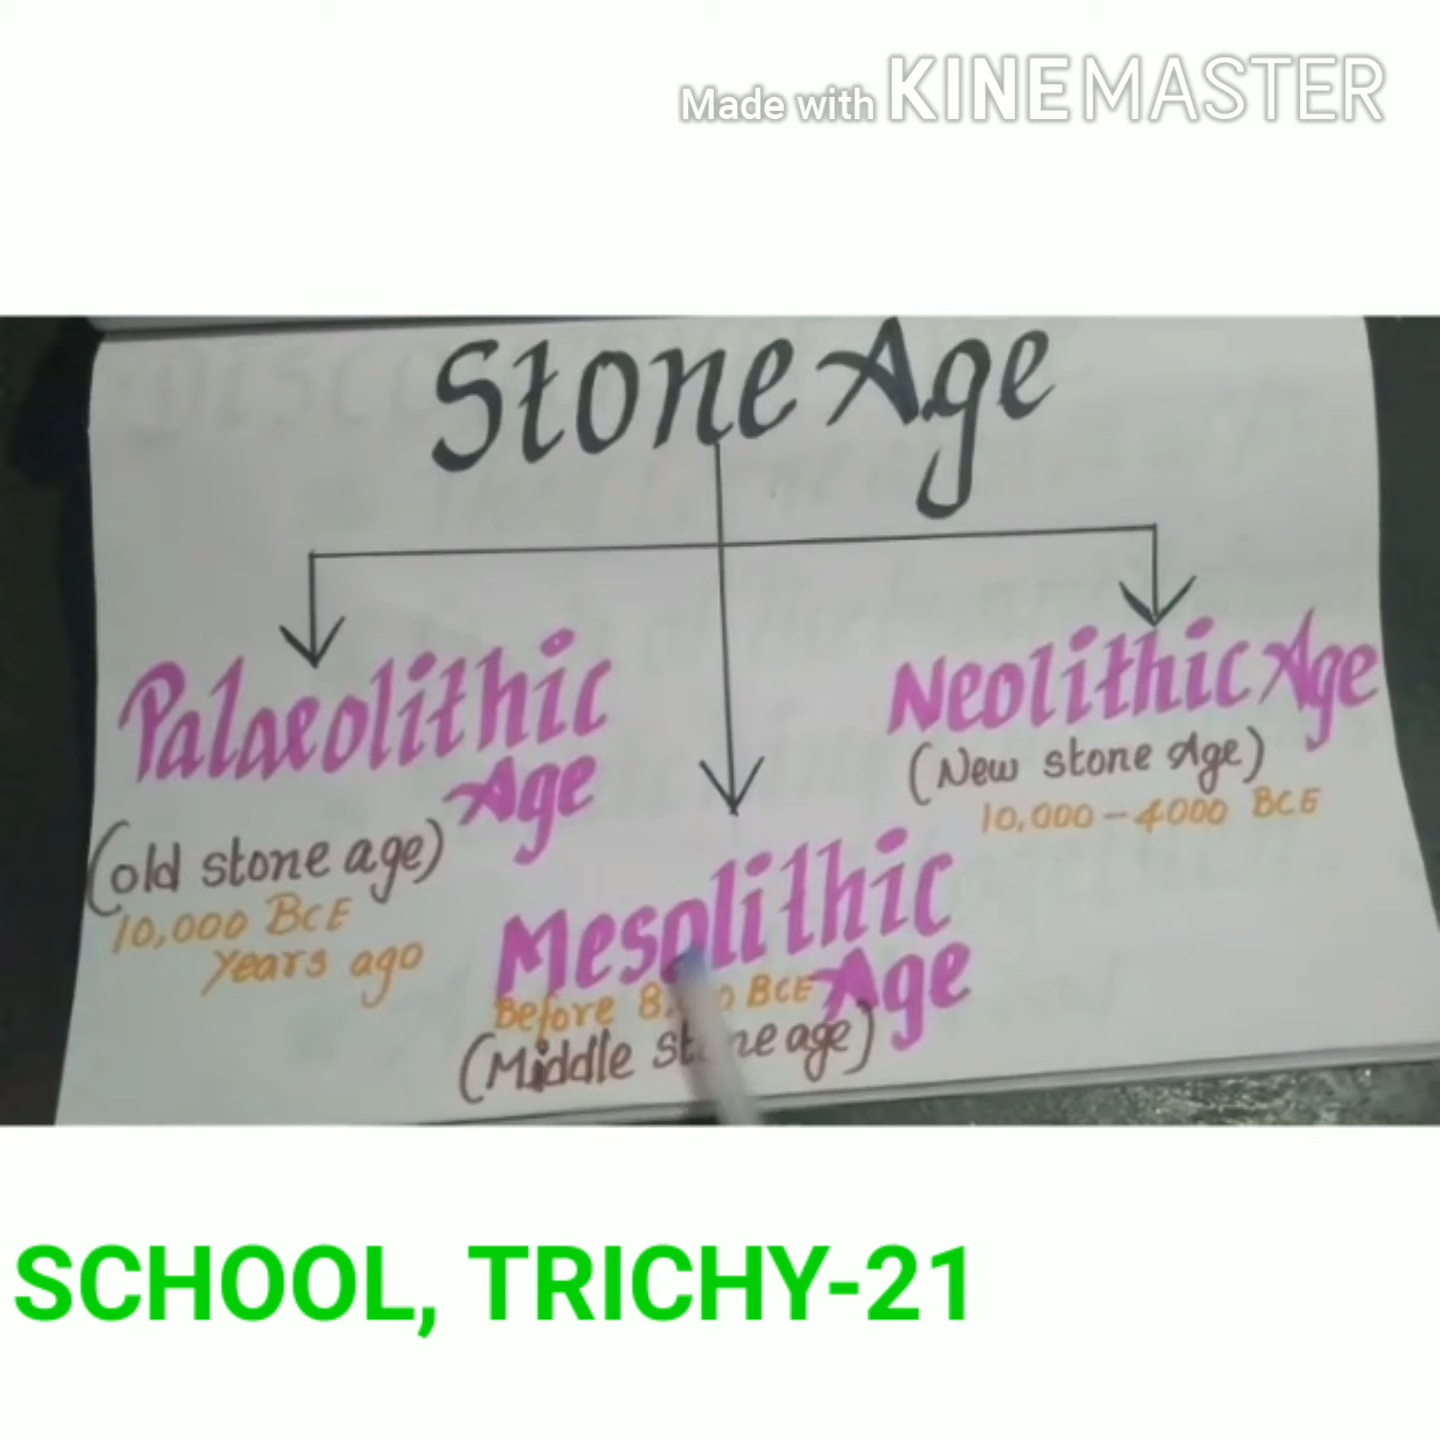 Made with KINEMASTER
Stone Age
Palaeolithic
Age
(old stone age)
10,000 BCE
years ago
Mesolithic
Age
Before BCE
(Middle age)
Neolithic Age
(New stone Age)
10,000-4000 BCE
SCHOOL, TRICHY-21